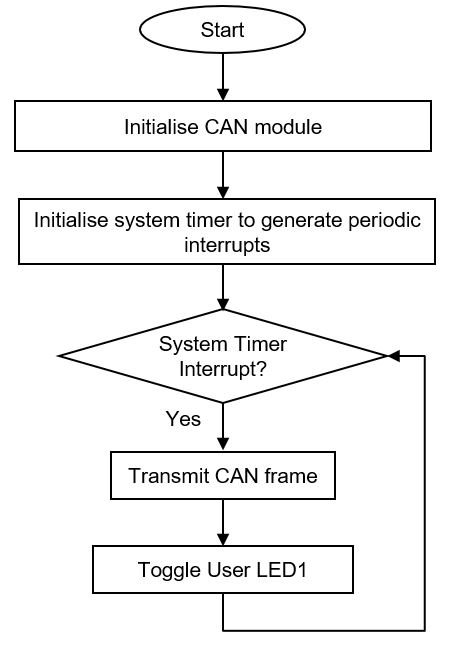 Start
Initialise CAN module
Initialise system timer to generate periodic
interrupts
System Timer
Interrupt?
Yes
Transmit CAN frame
Toggle User LED1